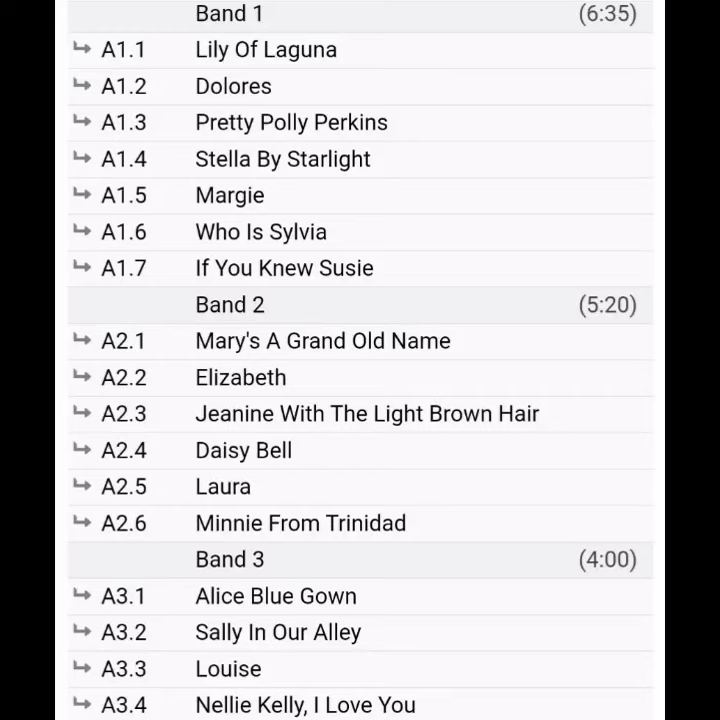 Band 1 (6:35)
↳ A1.1 Lily Of Laguna
↳ A1.2 Dolores
↳ A1.3 Pretty Polly Perkins
↳ A1.4 Stella By Starlight
↳ A1.5 Margie
↳ A1.6 Who Is Sylvia
↳ A1.7 If You Knew Susie
Band 2 (5:20)
↳ A2.1 Mary's A Grand Old Name
↳ A2.2 Elizabeth
↳ A2.3 Jeanine With The Light Brown Hair
↳ A2.4 Daisy Bell
↳ A2.5 Laura
↳ A2.6 Minnie From Trinidad
Band 3 (4:00)
↳ A3.1 Alice Blue Gown
↳ A3.2 Sally In Our Alley
↳ A3.3 Louise
↳ A3.4 Nellie Kelly, I Love You